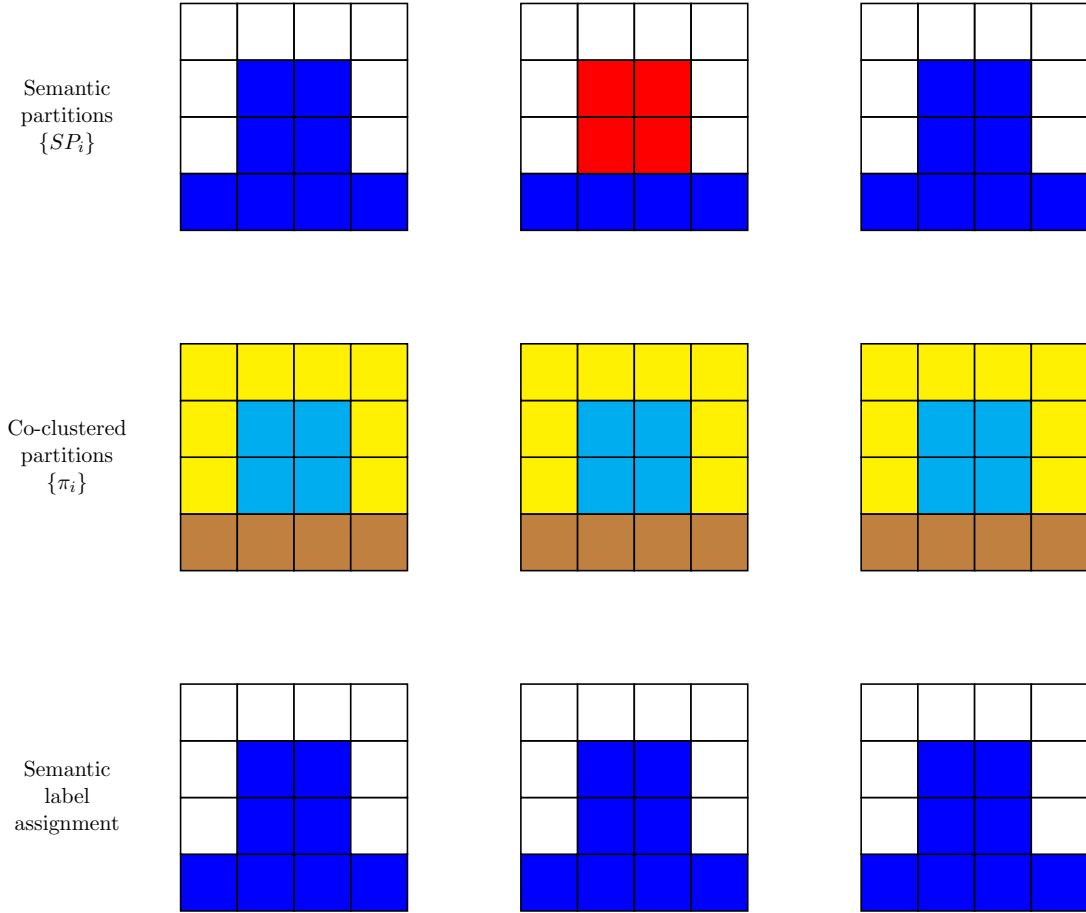 Semantic
partitions
{SP_i}
Co-clustered
partitions
{π_i}
Semantic
label
assignment